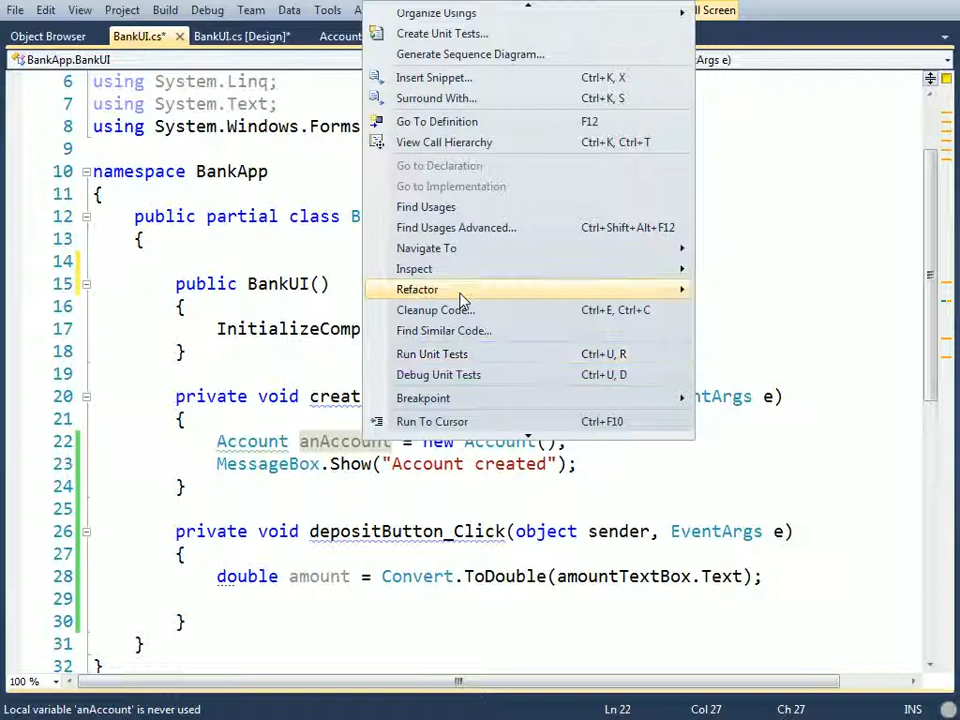 File Edit View Project Build Debug Team Data Tools A
ll Screen
Object Browser BankUI.cs* BankUI.cs [Design]* Account
BankApp.BankUI
Args e)
Organize Usings
Create Unit Tests...
Generate Sequence Diagram...
Insert Snippet... Ctrl+K, X
Surround With... Ctrl+K, S
Go To Definition F12
View Call Hierarchy Ctrl+K, Ctrl+T
Go to Declaration
Go to Implementation
Find Usages
Find Usages Advanced... Ctrl+Shift+Alt+F12
Navigate To
Inspect
Refactor
Cleanup Code... Ctrl+E, Ctrl+C
Find Similar Code...
Run Unit Tests Ctrl+U, R
Debug Unit Tests Ctrl+U, D
Breakpoint
Run To Cursor Ctrl+F10
6 using System.Linq;
7 using System.Text;
8 using System.Windows.Forms
9
10 namespace BankApp
11 {
12 public partial class B
13 {
14
15 public BankUI()
16 {
17 InitializeComp
18 }
19
20 private void creat ntArgs e)
21 {
22 Account anAccount = new Account();
23 MessageBox.Show("Account created");
24 }
25
26 private void depositButton_Click(object sender, EventArgs e)
27 {
28 double amount = Convert.ToDouble(amountTextBox.Text);
29
30 }
31 }
32 }
100 %
Local variable 'anAccount' is never used Ln 22 Col 27 Ch 27 INS